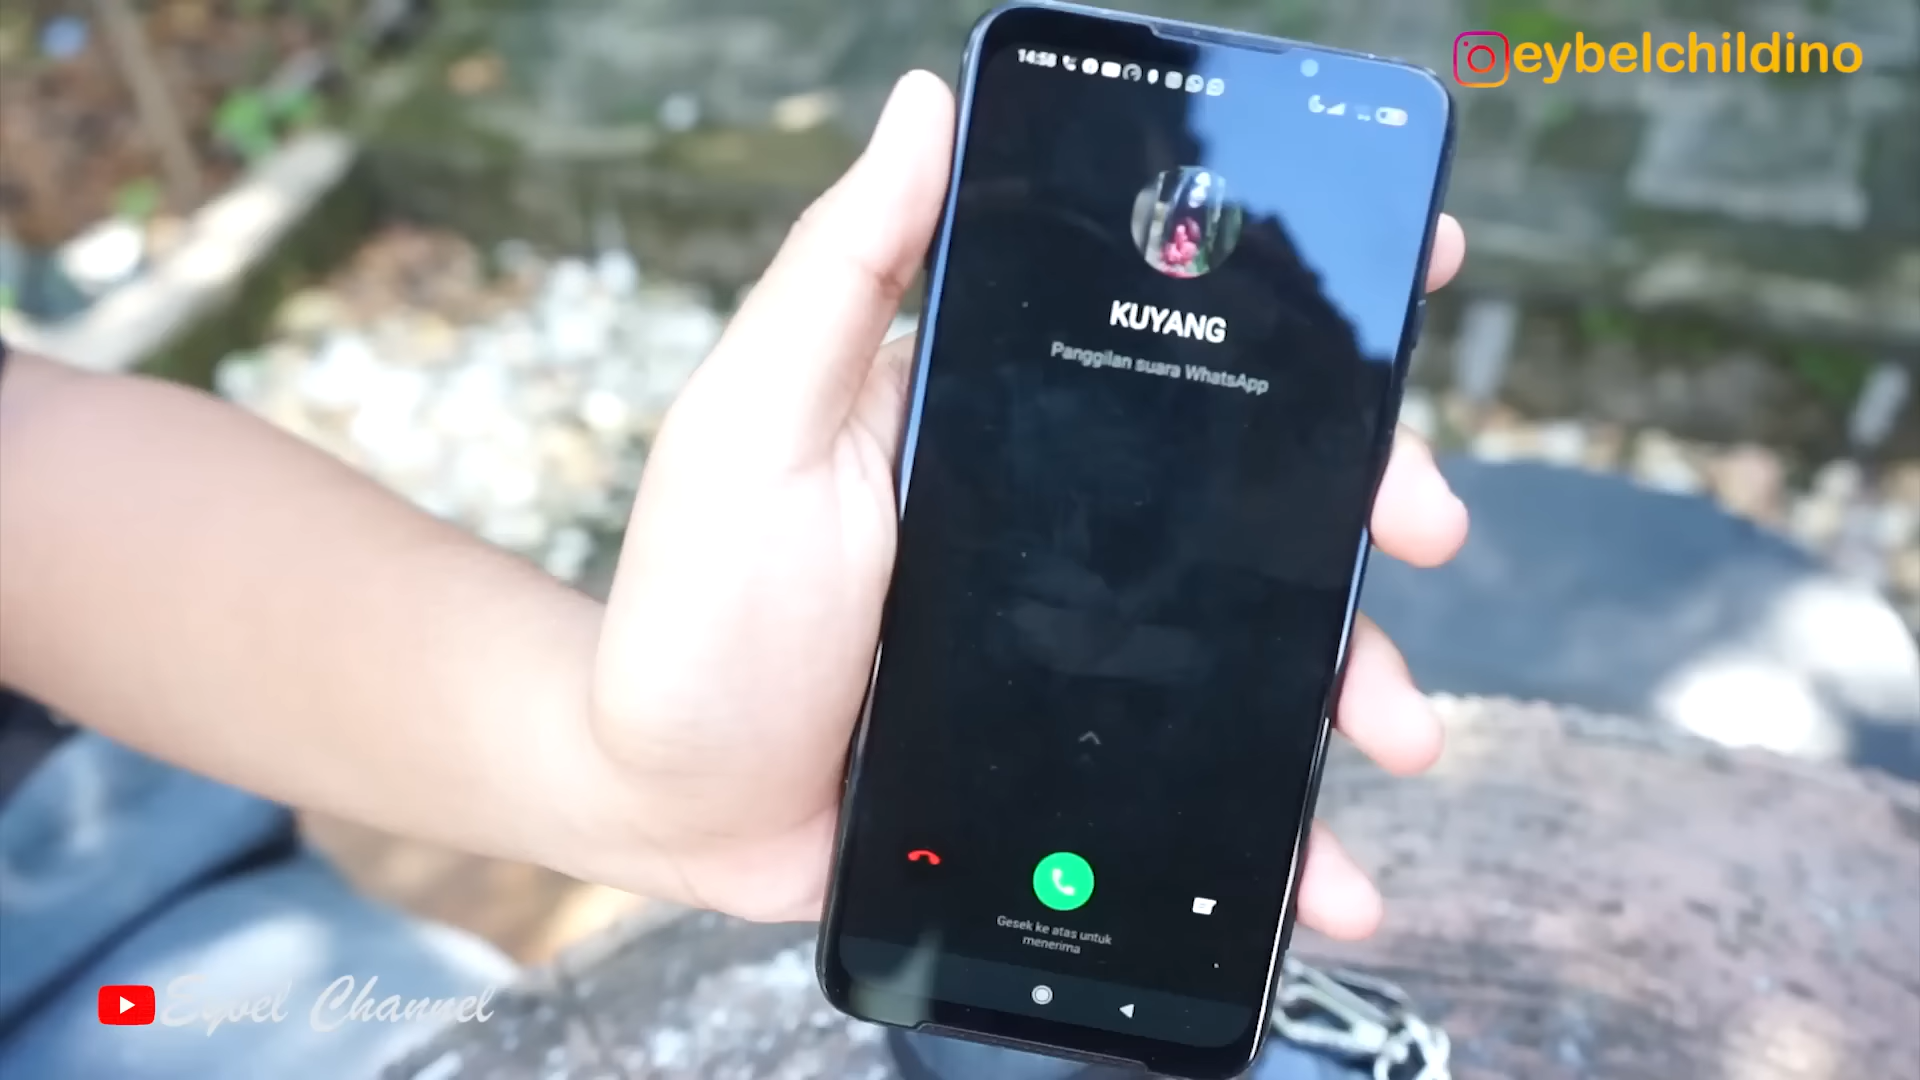 eybelchildino
14:58
KUYANG
Panggilan suara WhatsApp
Gesek ke atas untuk
menerima
Eybel Channel